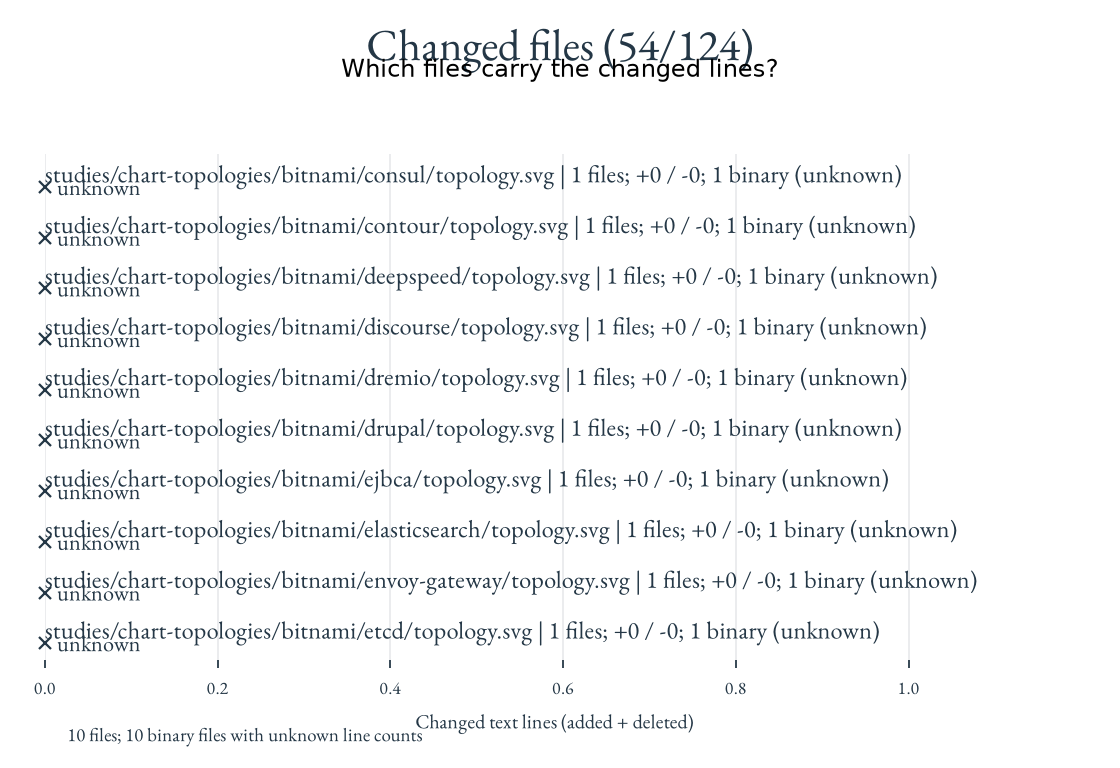 Changed files (54/124)
Which files carry the changed lines?
studies/chart-topologies/bitnami/consul/topology.svg | 1 files; +0 / -0; 1 binary (unknown)
unknown
studies/chart-topologies/bitnami/contour/topology.svg | 1 files; +0 / -0; 1 binary (unknown)
unknown
studies/chart-topologies/bitnami/deepspeed/topology.svg | 1 files; +0 / -0; 1 binary (unknown)
unknown
studies/chart-topologies/bitnami/discourse/topology.svg | 1 files; +0 / -0; 1 binary (unknown)
unknown
studies/chart-topologies/bitnami/dremio/topology.svg | 1 files; +0 / -0; 1 binary (unknown)
unknown
studies/chart-topologies/bitnami/drupal/topology.svg | 1 files; +0 / -0; 1 binary (unknown)
unknown
studies/chart-topologies/bitnami/ejbca/topology.svg | 1 files; +0 / -0; 1 binary (unknown)
unknown
studies/chart-topologies/bitnami/elasticsearch/topology.svg | 1 files; +0 / -0; 1 binary (unknown)
unknown
studies/chart-topologies/bitnami/envoy-gateway/topology.svg | 1 files; +0 / -0; 1 binary (unknown)
unknown
studies/chart-topologies/bitnami/etcd/topology.svg | 1 files; +0 / -0; 1 binary (unknown)
unknown
0.0 0.2 0.4 0.6 0.8 1.0
Changed text lines (added + deleted)
10 files; 10 binary files with unknown line counts